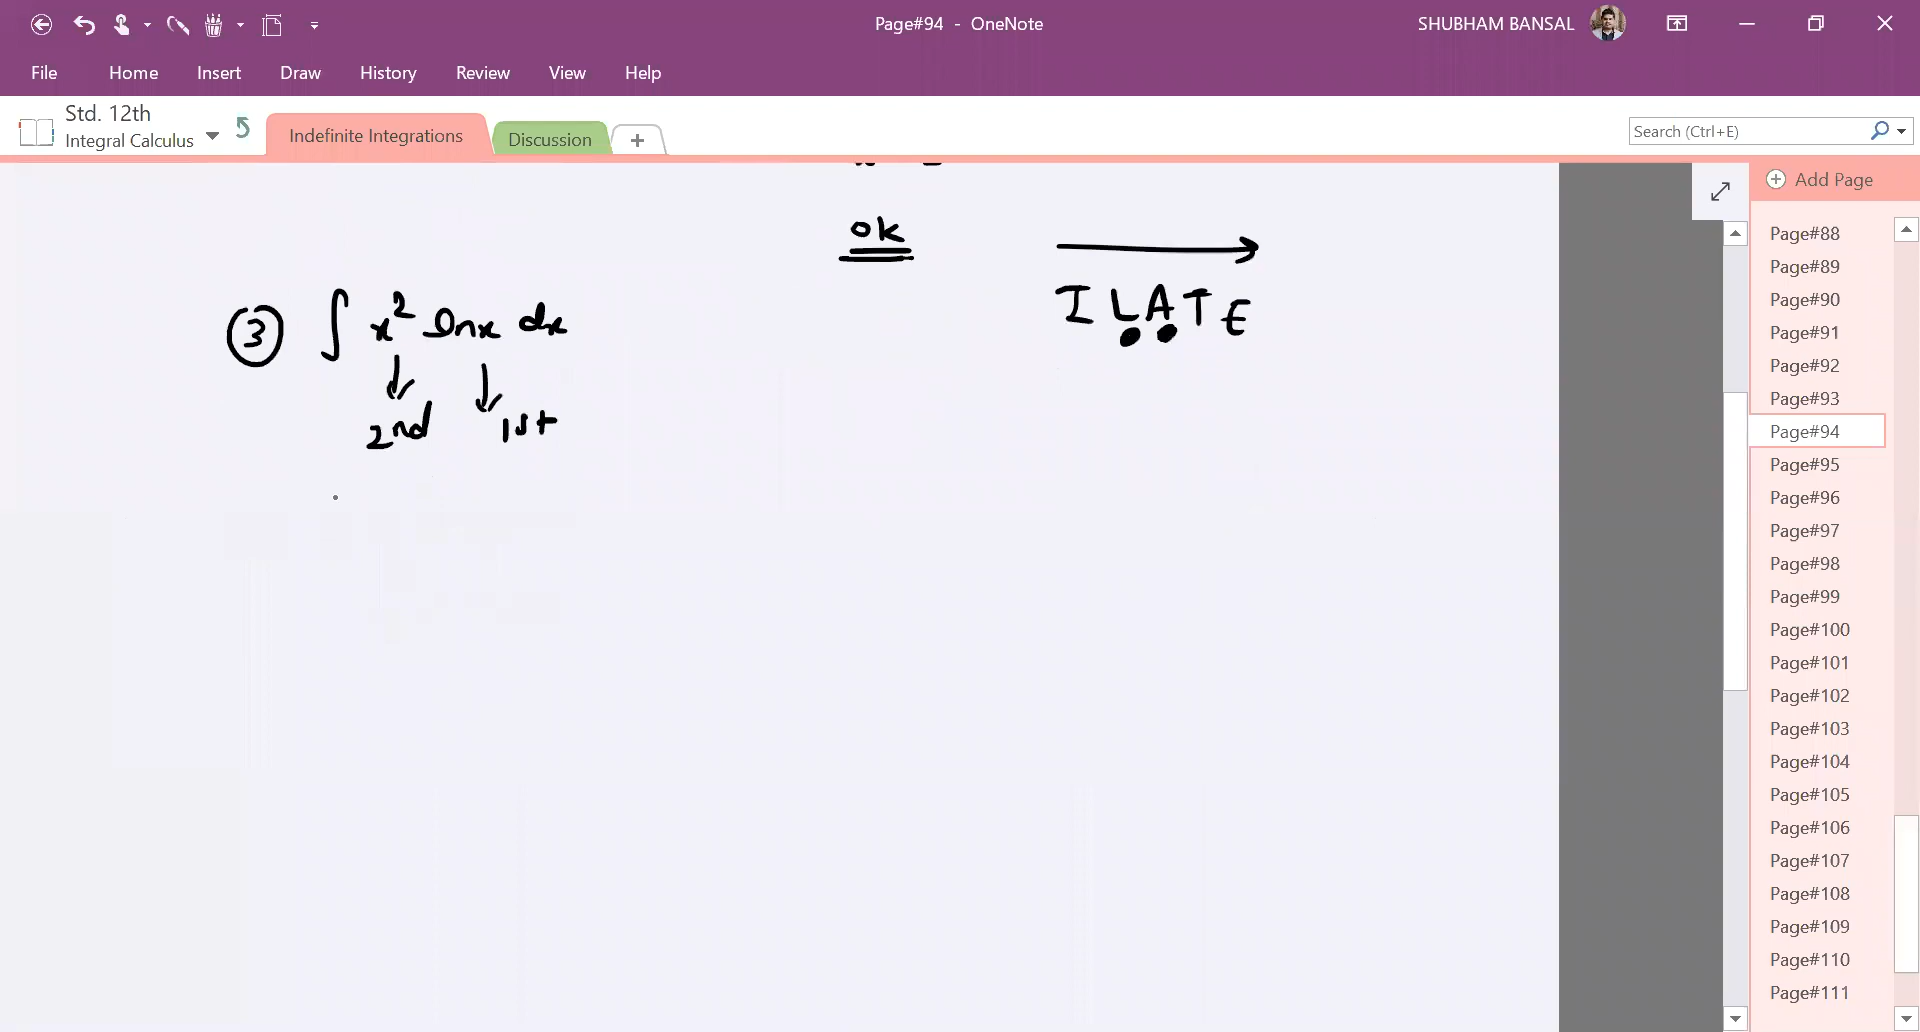 Page#94 - OneNote
SHUBHAM BANSAL
File Home Insert Draw History Review View Help
Std. 12th
Integral Calculus
Indefinite Integrations
Discussion
+
Search (Ctrl+E)
Add Page
Page#88
Page#89
Page#90
Page#91
Page#92
Page#93
Page#94
Page#95
Page#96
Page#97
Page#98
Page#99
Page#100
Page#101
Page#102
Page#103
Page#104
Page#105
Page#106
Page#107
Page#108
Page#109
Page#110
Page#111
ok
I L A T E
③ ∫ x² lnx dx
2nd 1st